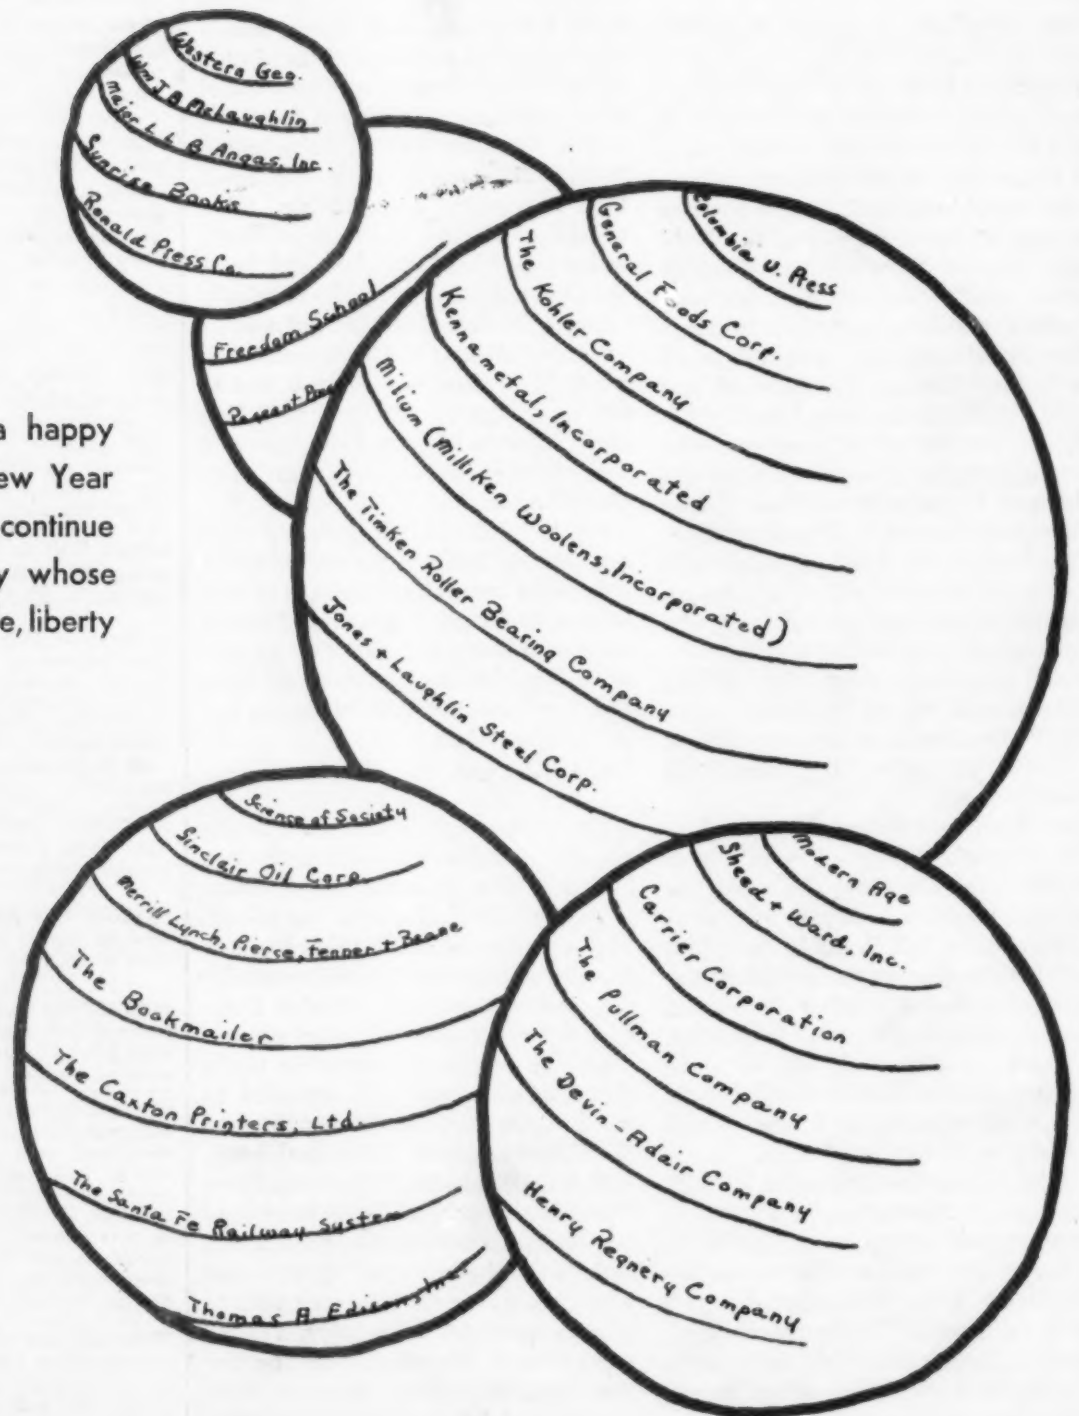 Western Geo.
Wm J A McLaughlin
Major L L B Angas, Inc.
Sunrise Books
Ronald Press Co.
Freedom School
Pageant
Columbia U. Press
General Foods Corp.
The Kohler Company
Kennametal, Incorporated
Milium (Milliken Woolens, Incorporated)
The Timken Roller Bearing Company
Jones + Laughlin Steel Corp.
a happy
ew Year
continue
y whose
e, liberty
Science of Society
Sinclair Oil Corp.
Merrill Lynch, Pierce, Fenner + Beane
The Bookmailer
The Caxton Printers, Ltd.
The Santa Fe Railway System
Thomas A. Edison, Inc.
Modern Age
Sheed + Ward, Inc.
Carrier Corporation
The Pullman Company
The Devin-Adair Company
Henry Regnery Company